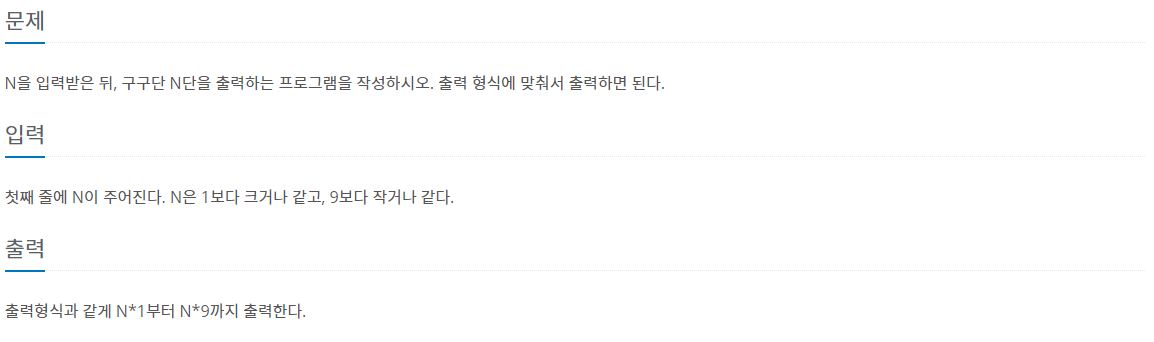 문제
N을 입력받은 뒤, 구구단 N단을 출력하는 프로그램을 작성하시오. 출력 형식에 맞춰서 출력하면 된다.
입력
첫째 줄에 N이 주어진다. N은 1보다 크거나 같고, 9보다 작거나 같다.
출력
출력형식과 같게 N*1부터 N*9까지 출력한다.